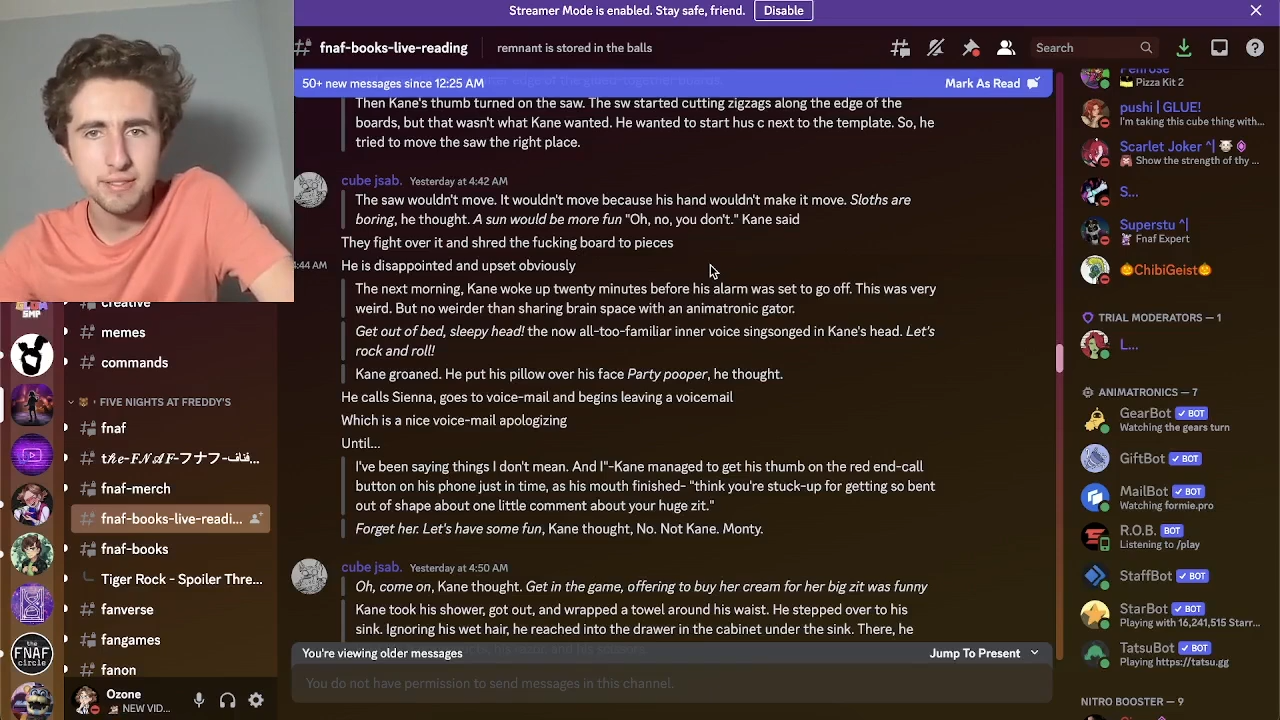 Streamer Mode is enabled. Stay safe, friend.
Disable
fnaf-books-live-reading
remnant is stored in the balls
Search
50+ new messages since 12:25 AM
Mark As Read
Then Kane's thumb turned on the saw. The sw started cutting zigzags along the edge of the
boards, but that wasn't what Kane wanted. He wanted to start hus c next to the template. So, he
tried to move the saw the right place.
cube jsab. Yesterday at 4:42 AM
The saw wouldn't move. It wouldn't move because his hand wouldn't make it move. Sloths are
boring, he thought. A sun would be more fun "Oh, no, you don't." Kane said
They fight over it and shred the fucking board to pieces
4:44 AM
He is disappointed and upset obviously
The next morning, Kane woke up twenty minutes before his alarm was set to go off. This was very
weird. But no weirder than sharing brain space with an animatronic gator.
Get out of bed, sleepy head! the now all-too-familiar inner voice singsonged in Kane's head. Let's
rock and roll!
Kane groaned. He put his pillow over his face Party pooper, he thought.
He calls Sienna, goes to voice-mail and begins leaving a voicemail
Which is a nice voice-mail apologizing
Until...
I've been saying things I don't mean. And I"-Kane managed to get his thumb on the red end-call
button on his phone just in time, as his mouth finished- "think you're stuck-up for getting so bent
out of shape about one little comment about your huge zit."
Forget her. Let's have some fun, Kane thought, No. Not Kane. Monty.
cube jsab. Yesterday at 4:50 AM
Oh, come on, Kane thought. Get in the game, offering to buy her cream for her big zit was funny
Kane took his shower, got out, and wrapped a towel around his waist. He stepped over to his
sink. Ignoring his wet hair, he reached into the drawer in the cabinet under the sink. There, he
You're viewing older messages
Jump To Present
You do not have permission to send messages in this channel.
creative
memes
commands
FIVE NIGHTS AT FREDDY'S
fnaf
fnaf-merch
fnaf-books-live-readi...
fnaf-books
Tiger Rock - Spoiler Thre...
fanverse
fangames
fanon
Ozone
NEW VID...
the
FNAF
circle
SMP
Penrose
Pizza Kit 2
pushi | GLUE!
I'm taking this cube thing with...
Scarlet Joker ^|
Show the strength of thy ...
S...
Superstu ^|
Fnaf Expert
ChibiGeist
TRIAL MODERATORS — 1
L...
ANIMATRONICS — 7
GearBot ✓ BOT
Watching the gears turn
GiftBot ✓ BOT
MailBot ✓ BOT
Watching formie.pro
R.O.B. BOT
Listening to /play
StaffBot ✓ BOT
StarBot ✓ BOT
Playing with 16,241,515 Starr...
TatsuBot ✓ BOT
Playing https://tatsu.gg
NITRO BOOSTER — 9